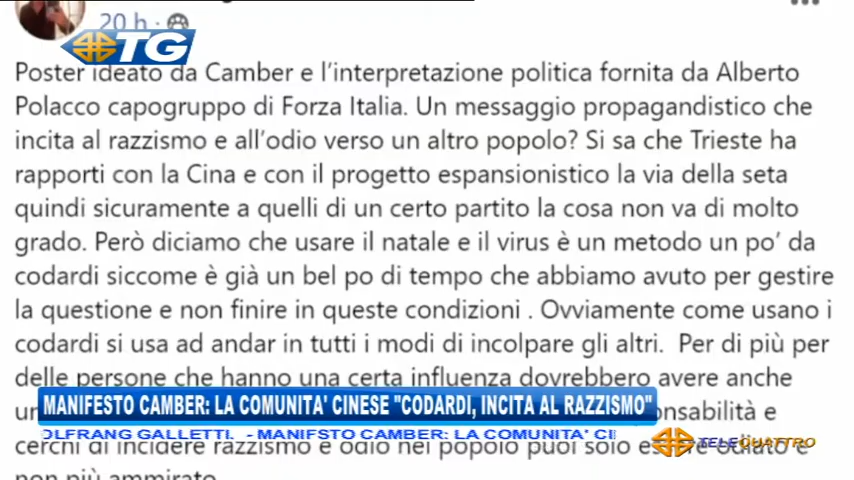 20 h ·
TG
Poster ideato da Camber e l'interpretazione politica fornita da Alberto
Polacco capogruppo di Forza Italia. Un messaggio propagandistico che
incita al razzismo e all'odio verso un altro popolo? Si sa che Trieste ha
rapporti con la Cina e con il progetto espansionistico la via della seta
quindi sicuramente a quelli di un certo partito la cosa non va di molto
grado. Però diciamo che usare il natale e il virus è un metodo un po' da
codardi siccome è già un bel po di tempo che abbiamo avuto per gestire
la questione e non finire in queste condizioni . Ovviamente come usano i
codardi si usa ad andar in tutti i modi di incolpare gli altri.  Per di più per
delle persone che hanno una certa influenza dovrebbero avere anche
MANIFESTO CAMBER: LA COMUNITA' CINESE "CODARDI, INCITA AL RAZZISMO"
OLFRANG GALLETTI. - MANIFSTO CAMBER: LA COMUNITA' CI
cerchi di incidere razzismo e odio nel popolo puoi solo
TELEQUATTRO
non più ammirato